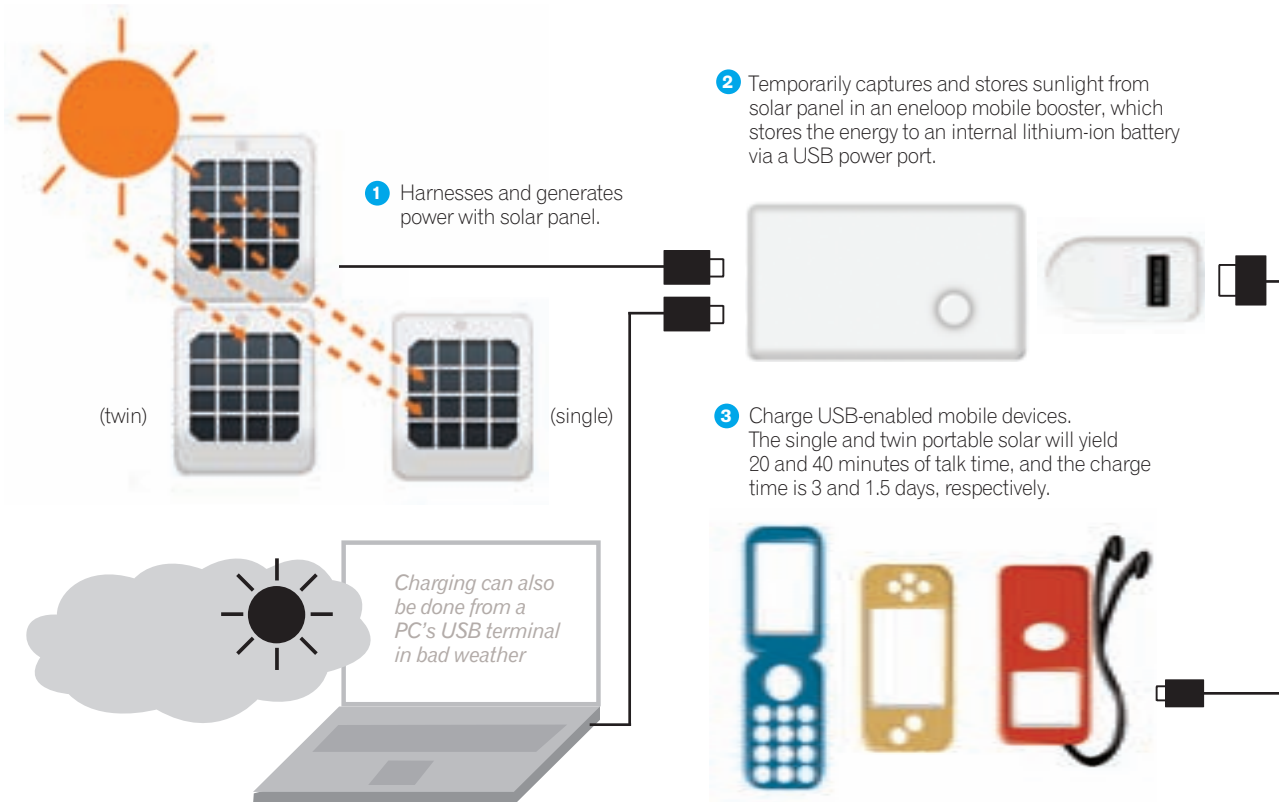 1 Harnesses and generates
power with solar panel.
2 Temporarily captures and stores sunlight from
solar panel in an eneloop mobile booster, which
stores the energy to an internal lithium-ion battery
via a USB power port.
(twin)
(single)
3 Charge USB-enabled mobile devices.
The single and twin portable solar will yield
20 and 40 minutes of talk time, and the charge
time is 3 and 1.5 days, respectively.
Charging can also
be done from a
PC’s USB terminal
in bad weather